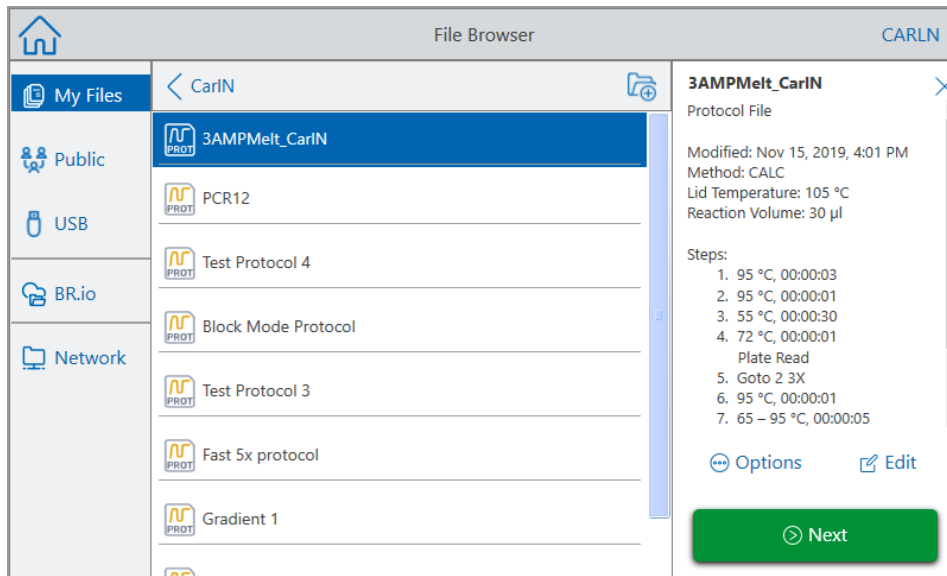 File Browser
CARLN
My Files
Public
USB
BR.io
Network
CarIN
PROT
3AMPMelt_CarIN
PROT
PCR12
PROT
Test Protocol 4
PROT
Block Mode Protocol
PROT
Test Protocol 3
PROT
Fast 5x protocol
PROT
Gradient 1
3AMPMelt_CarIN
Protocol File
Modified: Nov 15, 2019, 4:01 PM
Method: CALC
Lid Temperature: 105 °C
Reaction Volume: 30 µl
Steps:
1. 95 °C, 00:00:03
2. 95 °C, 00:00:01
3. 55 °C, 00:00:30
4. 72 °C, 00:00:01
Plate Read
5. Goto 2 3X
6. 95 °C, 00:00:01
7. 65 – 95 °C, 00:00:05
Options
Edit
Next